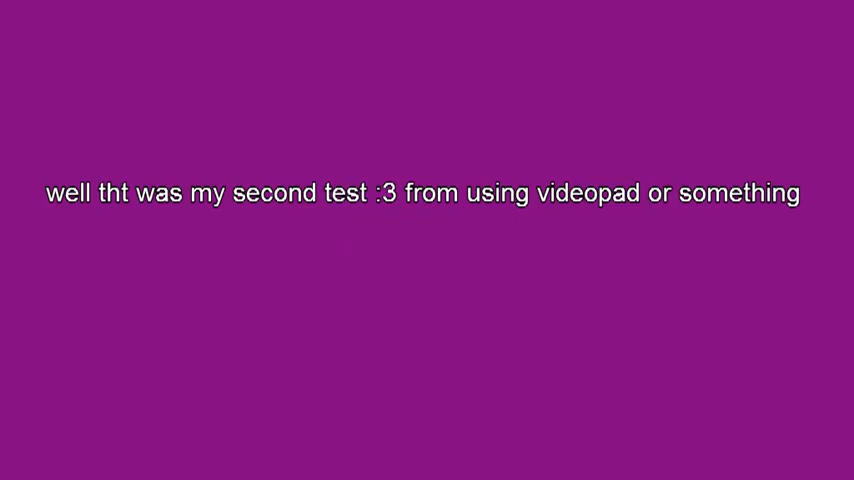 well tht was my second test :3 from using videopad or something